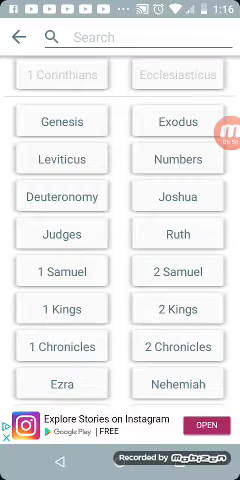 1:16
Search
1 Corinthians Ecclesiasticus
Genesis Exodus
Leviticus Numbers
Deuteronomy Joshua
Judges Ruth
1 Samuel 2 Samuel
1 Kings 2 Kings
1 Chronicles 2 Chronicles
Ezra Nehemiah
Explore Stories on Instagram
Google Play | FREE
OPEN
Recorded by mobizen